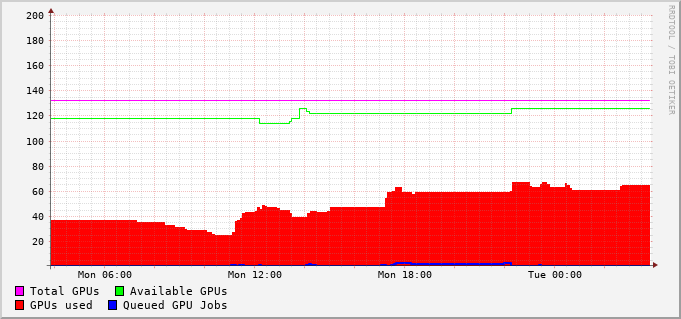 200
180
160
140
120
100
80
60
40
20
Mon 06:00 Mon 12:00 Mon 18:00 Tue 00:00
Total GPUs Available GPUs
GPUs used Queued GPU Jobs
RRDTOOL / TOBI OETIKER